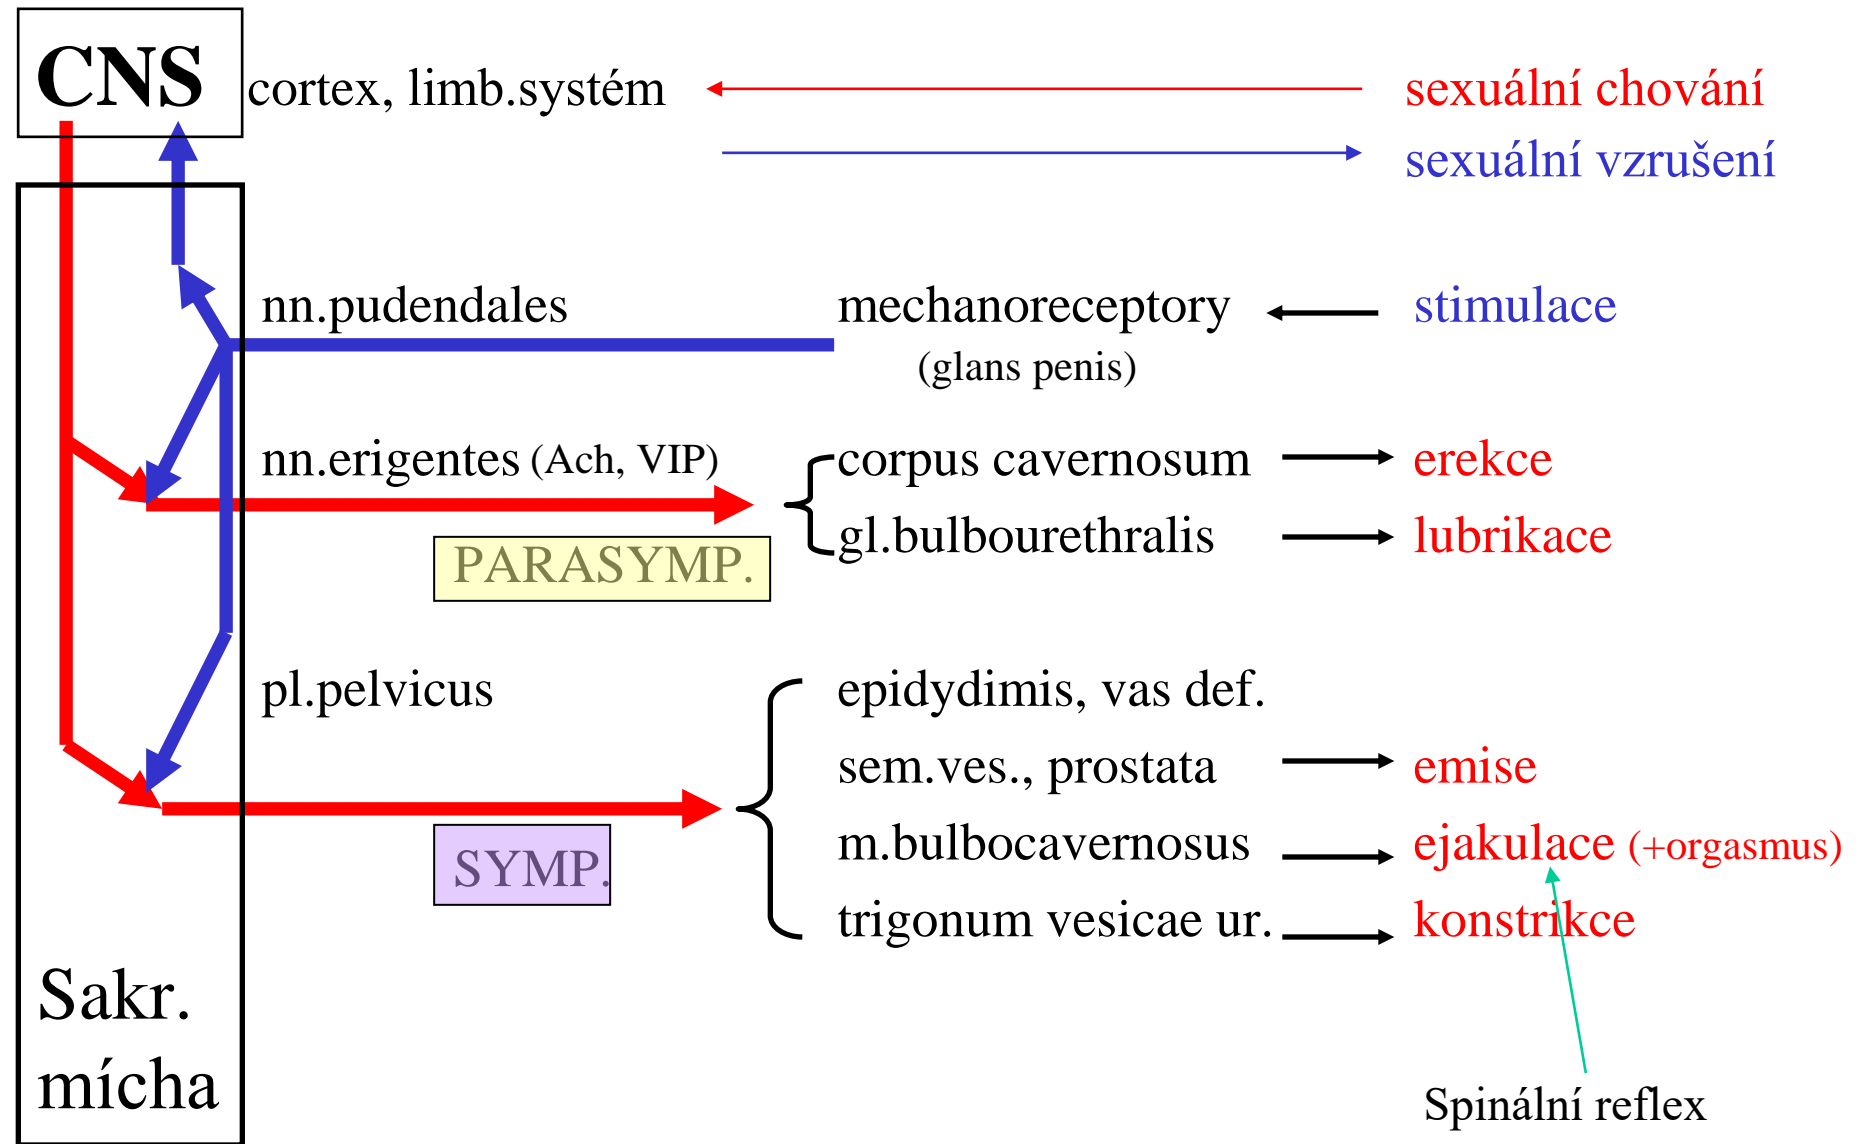 CNS
cortex, limb.systém
sexuální chování
sexuální vzrušení
nn.pudendales
mechanoreceptory
stimulace
(glans penis)
nn.erigentes (Ach, VIP)
corpus cavernosum
erekce
gl.bulbourethralis
lubrikace
PARASYMP.
pl.pelvicus
epidydimis, vas def.
sem.ves., prostata
emise
m.bulbocavernosus
ejakulace (+orgasmus)
SYMP.
trigonum vesicae ur.
konstrikce
Sakr.
mícha
Spinální reflex